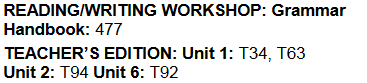 READING/WRITING WORKSHOP: Grammar
Handbook: 477
TEACHER’S EDITION: Unit 1: T34, T63
Unit 2: T94 Unit 6: T92